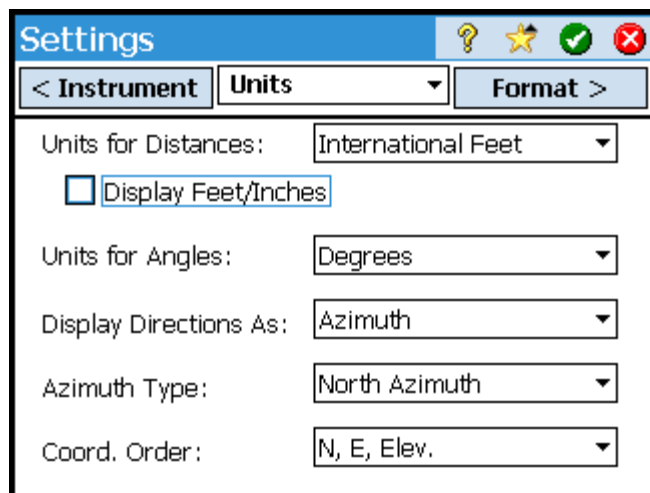 Settings
< Instrument Units Format >
Units for Distances: International Feet
Display Feet/Inches
Units for Angles: Degrees
Display Directions As: Azimuth
Azimuth Type: North Azimuth
Coord. Order: N, E, Elev.